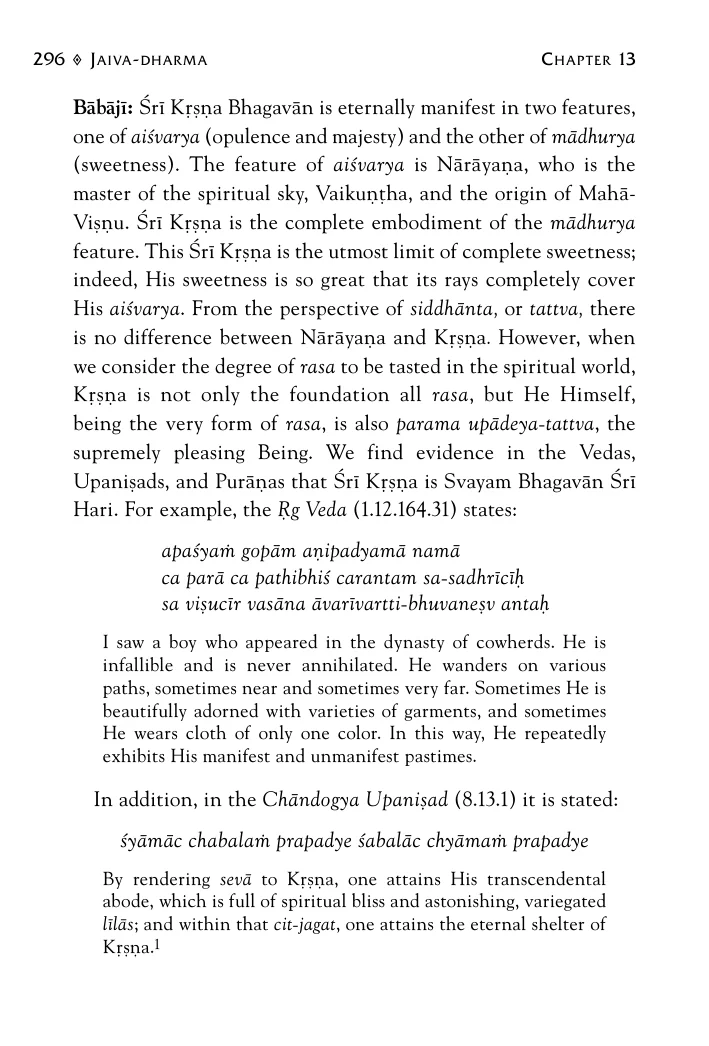 296 ◊ Jaiva-dharma Chapter 13
Bābājī: Śrī Kṛṣṇa Bhagavān is eternally manifest in two features,
one of aiśvarya (opulence and majesty) and the other of mādhurya
(sweetness). The feature of aiśvarya is Nārāyaṇa, who is the
master of the spiritual sky, Vaikuṇṭha, and the origin of Mahā-
Viṣṇu. Śrī Kṛṣṇa is the complete embodiment of the mādhurya
feature. This Śrī Kṛṣṇa is the utmost limit of complete sweetness;
indeed, His sweetness is so great that its rays completely cover
His aiśvarya. From the perspective of siddhānta, or tattva, there
is no difference between Nārāyaṇa and Kṛṣṇa. However, when
we consider the degree of rasa to be tasted in the spiritual world,
Kṛṣṇa is not only the foundation all rasa, but He Himself,
being the very form of rasa, is also parama upādeya-tattva, the
supremely pleasing Being. We find evidence in the Vedas,
Upaniṣads, and Purāṇas that Śrī Kṛṣṇa is Svayam Bhagavān Śrī
Hari. For example, the Ṛg Veda (1.12.164.31) states:
apaśyaṁ gopām aṇipadyamā namā
ca parā ca pathibhiś carantam sa-sadhrīcīḥ
sa viṣucīr vasāna āvarīvartti-bhuvaneṣv antaḥ
I saw a boy who appeared in the dynasty of cowherds. He is
infallible and is never annihilated. He wanders on various
paths, sometimes near and sometimes very far. Sometimes He is
beautifully adorned with varieties of garments, and sometimes
He wears cloth of only one color. In this way, He repeatedly
exhibits His manifest and unmanifest pastimes.
In addition, in the Chāndogya Upaniṣad (8.13.1) it is stated:
śyāmāc chabalaṁ prapadye śabalāc chyāmaṁ prapadye
By rendering sevā to Kṛṣṇa, one attains His transcendental
abode, which is full of spiritual bliss and astonishing, variegated
līlās; and within that cit-jagat, one attains the eternal shelter of
Kṛṣṇa.1